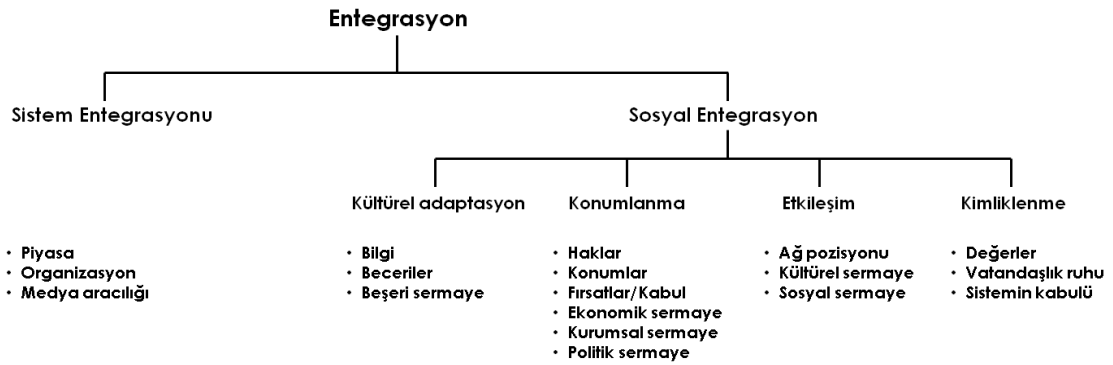 Entegrasyon
Sistem Entegrasyonu
Sosyal Entegrasyon
Kültürel adaptasyon
Konumlanma
Etkileşim
Kimliklenme
• Piyasa
• Organizasyon
• Medya aracılığı
• Bilgi
• Beceriler
• Beşeri sermaye
• Haklar
• Konumlar
• Fırsatlar/Kabul
• Ekonomik sermaye
• Kurumsal sermaye
• Politik sermaye
• Ağ pozisyonu
• Kültürel sermaye
• Sosyal sermaye
• Değerler
• Vatandaşlık ruhu
• Sistemin kabulü